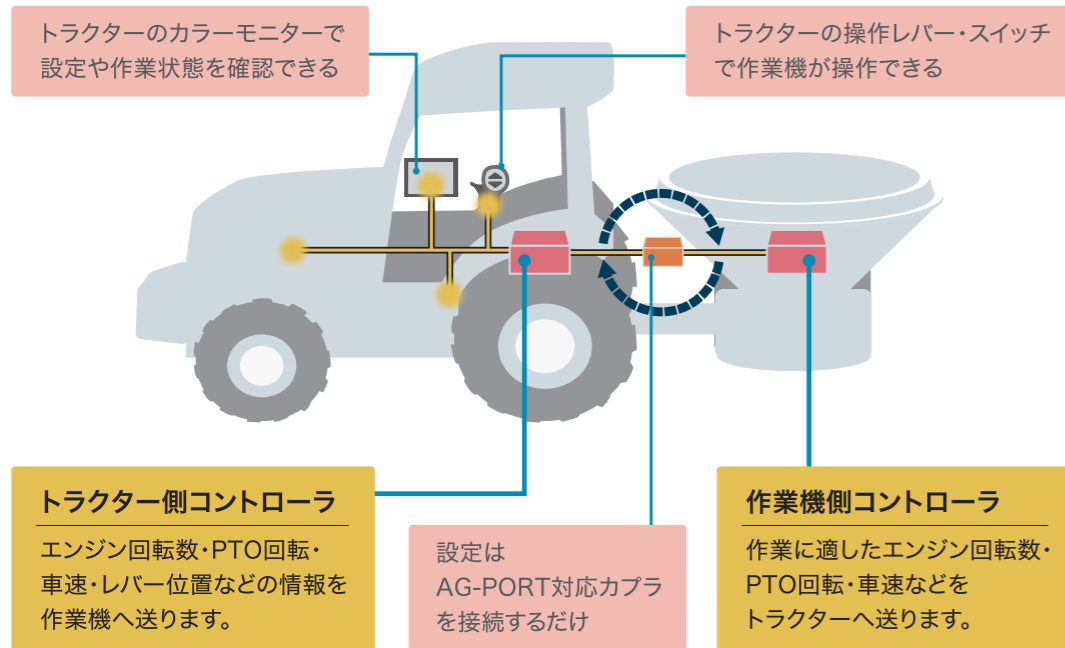 トラクターのカラーモニターで
設定や作業状態を確認できる
トラクターの操作レバー・スイッチ
で作業機が操作できる
トラクター側コントローラ
エンジン回転数・PTO回転・
車速・レバー位置などの情報を
作業機へ送ります。
設定は
AG-PORT対応カプラ
を接続するだけ
作業機側コントローラ
作業に適したエンジン回転数・
PTO回転・車速などを
トラクターへ送ります。